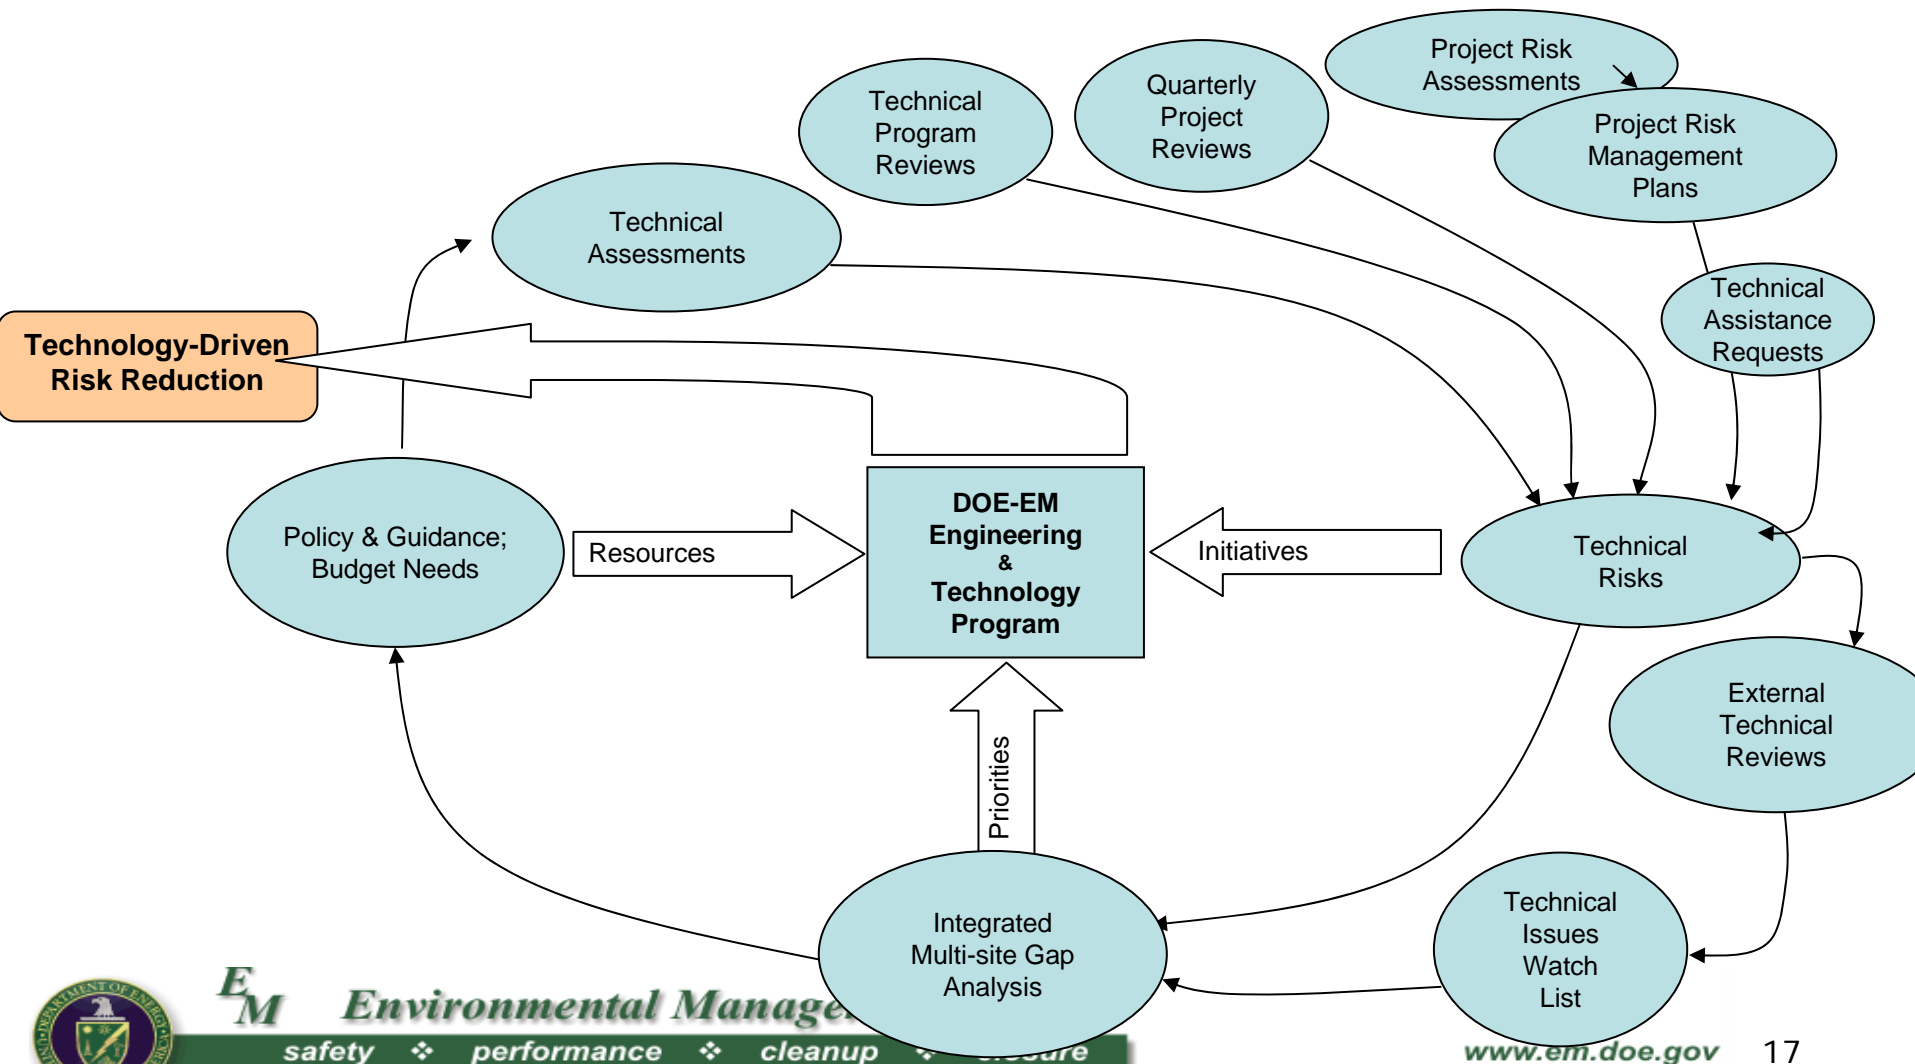 Project Risk
Assessments
Quarterly
Project
Reviews
Technical
Program
Reviews
Project Risk
Management
Plans
Technical
Assessments
Technical
Assistance
Requests
Technology-Driven
Risk Reduction
DOE-EM
Engineering
&
Technology
Program
Policy & Guidance;
Budget Needs
Resources
Initiatives
Technical
Risks
External
Technical
Reviews
Priorities
Integrated
Multi-site Gap
Analysis
Technical
Issues
Watch
List
EM Environmental Manage
safety ❖ performance ❖ cleanup ❖
www.em.doe.gov 17